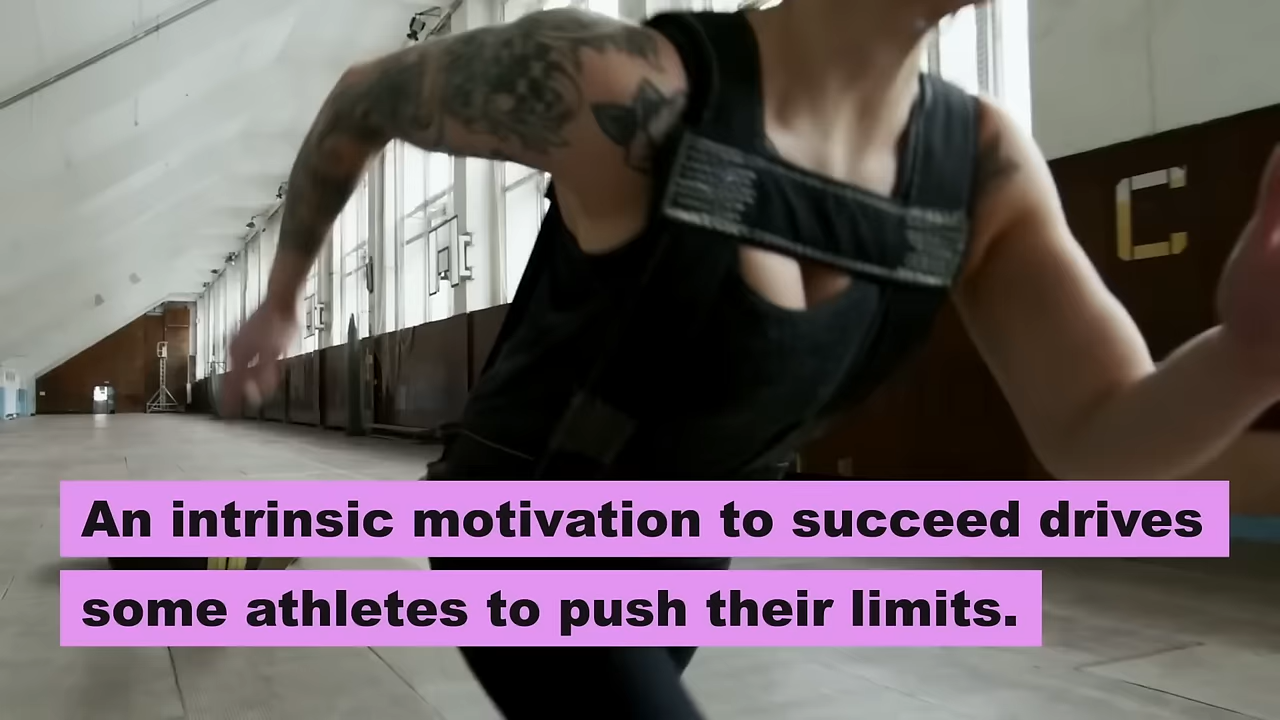 C
An intrinsic motivation to succeed drives
some athletes to push their limits.